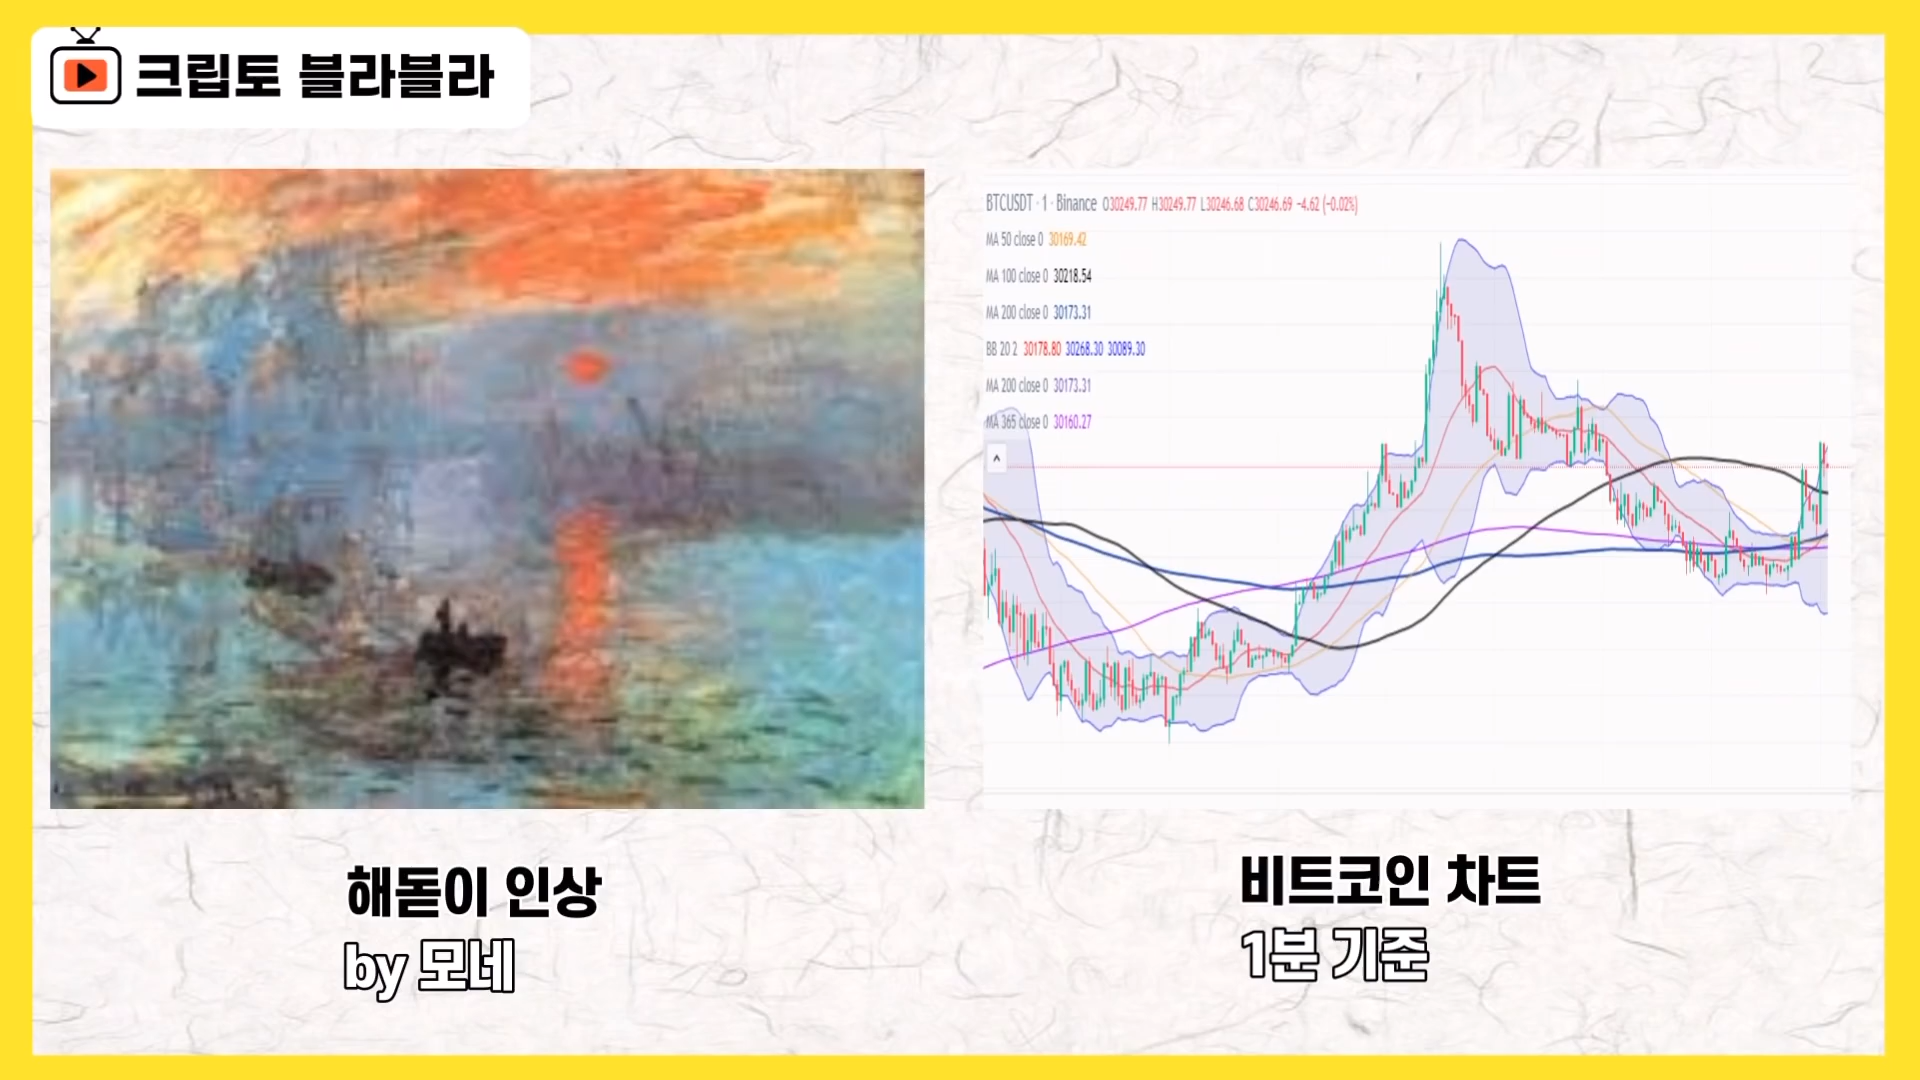 크립토 블라블라
BTCUSDT · 1 · Binance O30249.77 H30249.77 L30246.68 C30246.69 -4.62 (-0.02%)
MA 50 close 0 30169.42
MA 100 close 0 30218.54
MA 200 close 0 30173.31
BB 20 2 30178.80 30268.30 30089.30
MA 200 close 0 30173.31
MA 365 close 0 30160.27
해돋이 인상
by 모네
비트코인 차트
1분 기준